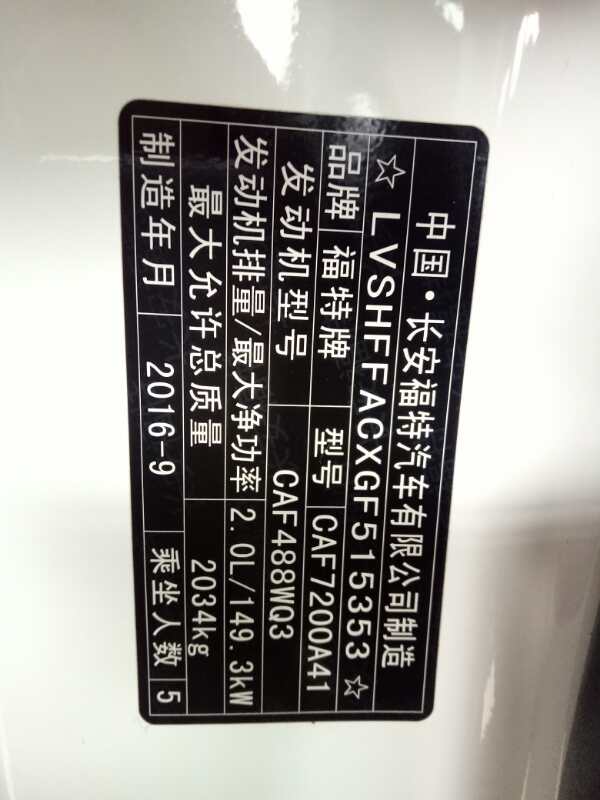 中国·长安福特汽车有限公司制造
☆LVSHFFACXGF515353☆
品牌 福特牌 型号 CAF7200A41
发动机型号 CAF488WQ3
发动机排量/最大净功率 2.0L/149.3kW
最大允许总质量 2034kg
制造年月 2016-9 乘坐人数 5